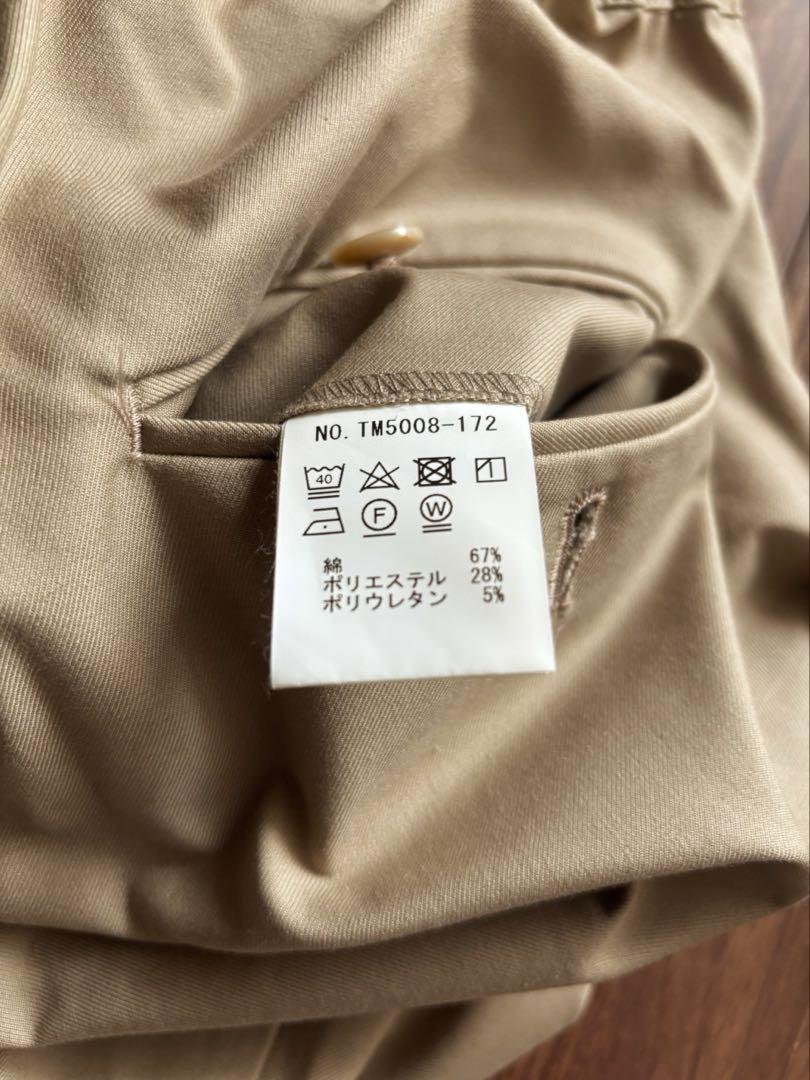 NO. TM5008-172
40
F W
綿 67%
ポリエステル 28%
ポリウレタン 5%